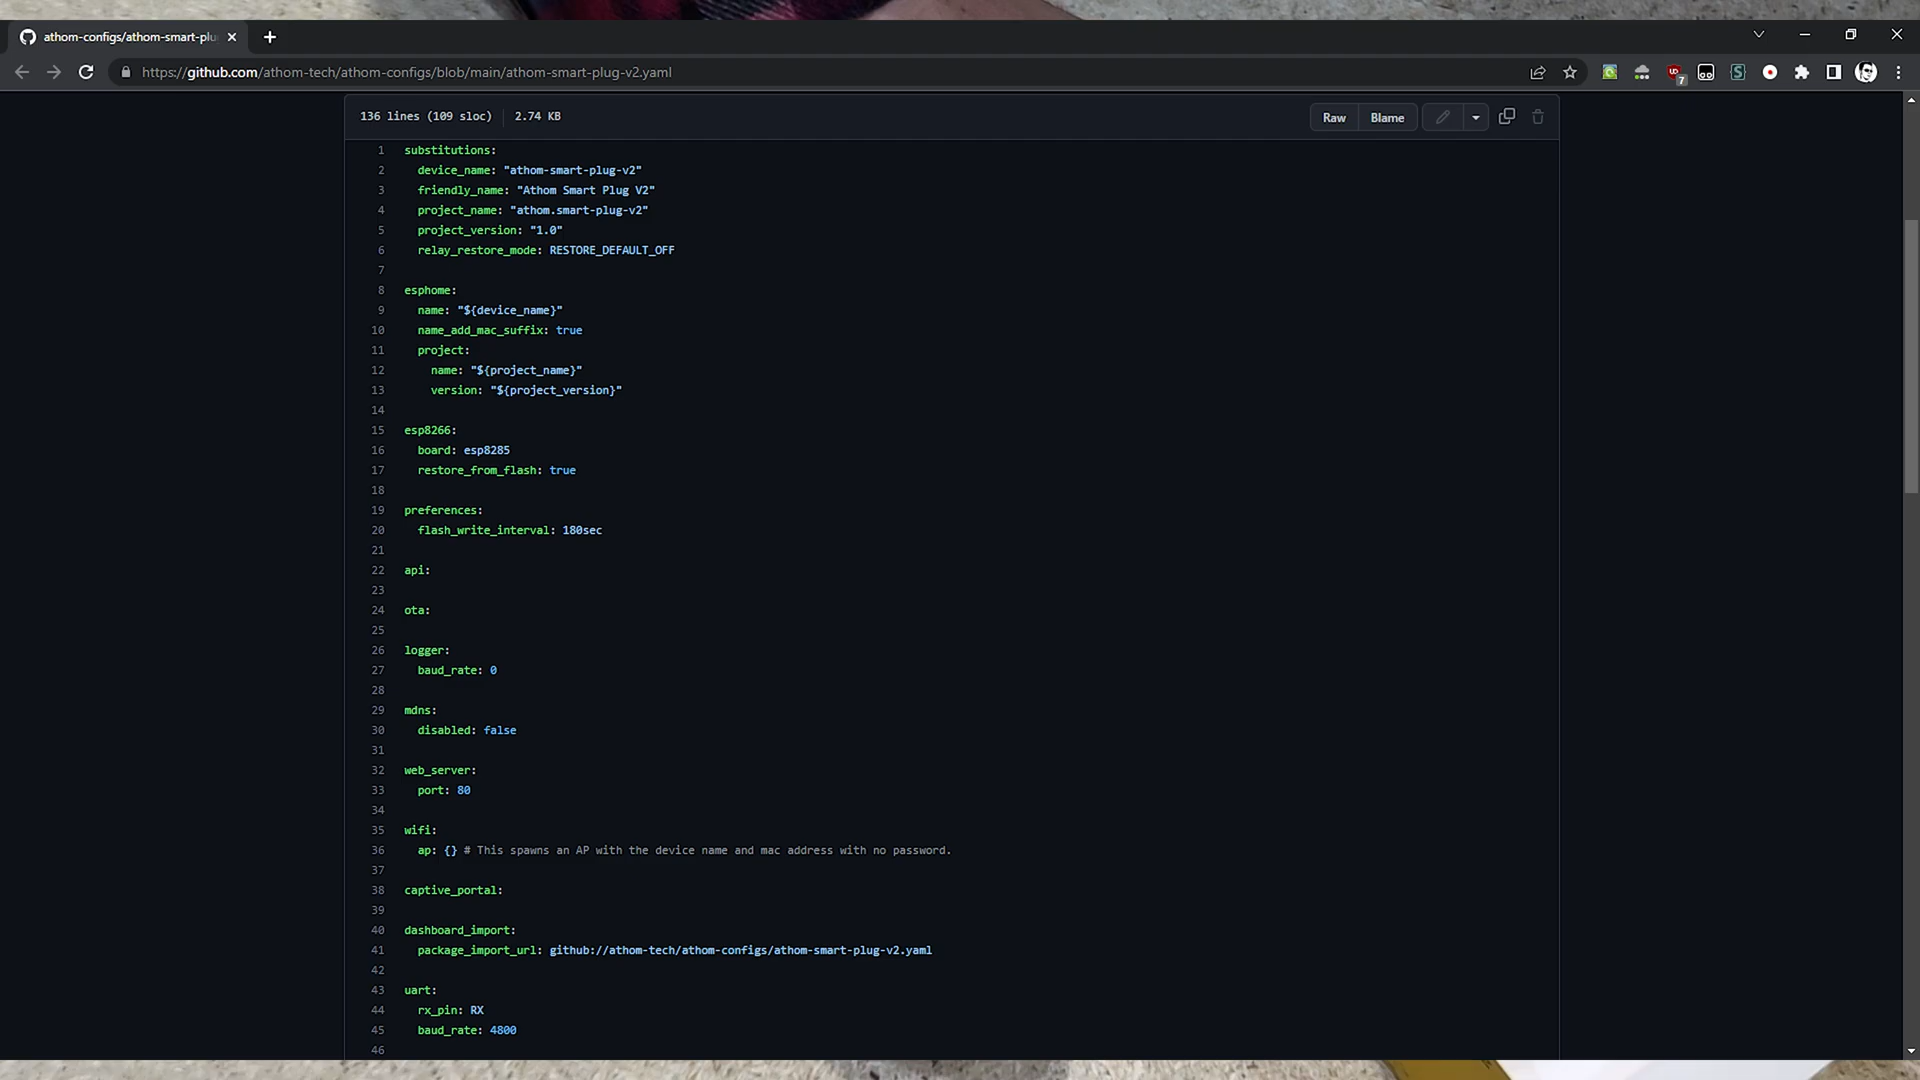 athom-configs/athom-smart-plu
https://github.com/athom-tech/athom-configs/blob/main/athom-smart-plug-v2.yaml
7
136 lines (109 sloc) 2.74 KB
Raw Blame
1 substitutions:
2 device_name: "athom-smart-plug-v2"
3 friendly_name: "Athom Smart Plug V2"
4 project_name: "athom.smart-plug-v2"
5 project_version: "1.0"
6 relay_restore_mode: RESTORE_DEFAULT_OFF
7
8 esphome:
9 name: "${device_name}"
10 name_add_mac_suffix: true
11 project:
12 name: "${project_name}"
13 version: "${project_version}"
14
15 esp8266:
16 board: esp8285
17 restore_from_flash: true
18
19 preferences:
20 flash_write_interval: 180sec
21
22 api:
23
24 ota:
25
26 logger:
27 baud_rate: 0
28
29 mdns:
30 disabled: false
31
32 web_server:
33 port: 80
34
35 wifi:
36 ap: {} # This spawns an AP with the device name and mac address with no password.
37
38 captive_portal:
39
40 dashboard_import:
41 package_import_url: github://athom-tech/athom-configs/athom-smart-plug-v2.yaml
42
43 uart:
44 rx_pin: RX
45 baud_rate: 4800
46